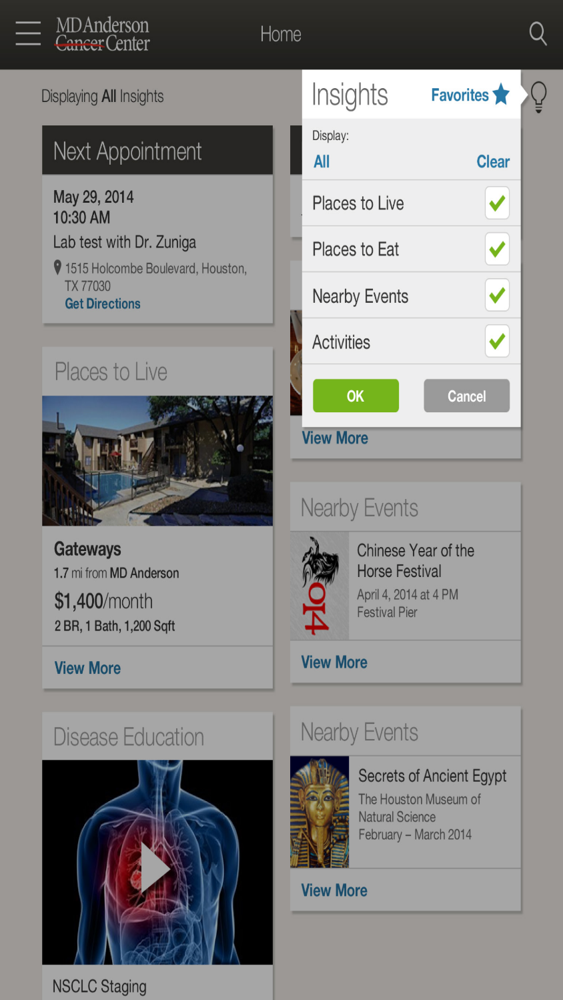 MD Anderson
Cancer Center
Home
Displaying All Insights
Insights
Favorites
Display:
All
Clear
Places to Live
Places to Eat
Nearby Events
Activities
OK
Cancel
Next Appointment
May 29, 2014
10:30 AM
Lab test with Dr. Zuniga
1515 Holcombe Boulevard, Houston,
TX 77030
Get Directions
Places to Live
Gateways
1.7 mi from MD Anderson
$1,400/month
2 BR, 1 Bath, 1,200 Sqft
View More
Disease Education
NSCLC Staging
View More
Nearby Events
014
Chinese Year of the
Horse Festival
April 4, 2014 at 4 PM
Festival Pier
View More
Nearby Events
Secrets of Ancient Egypt
The Houston Museum of
Natural Science
February – March 2014
View More